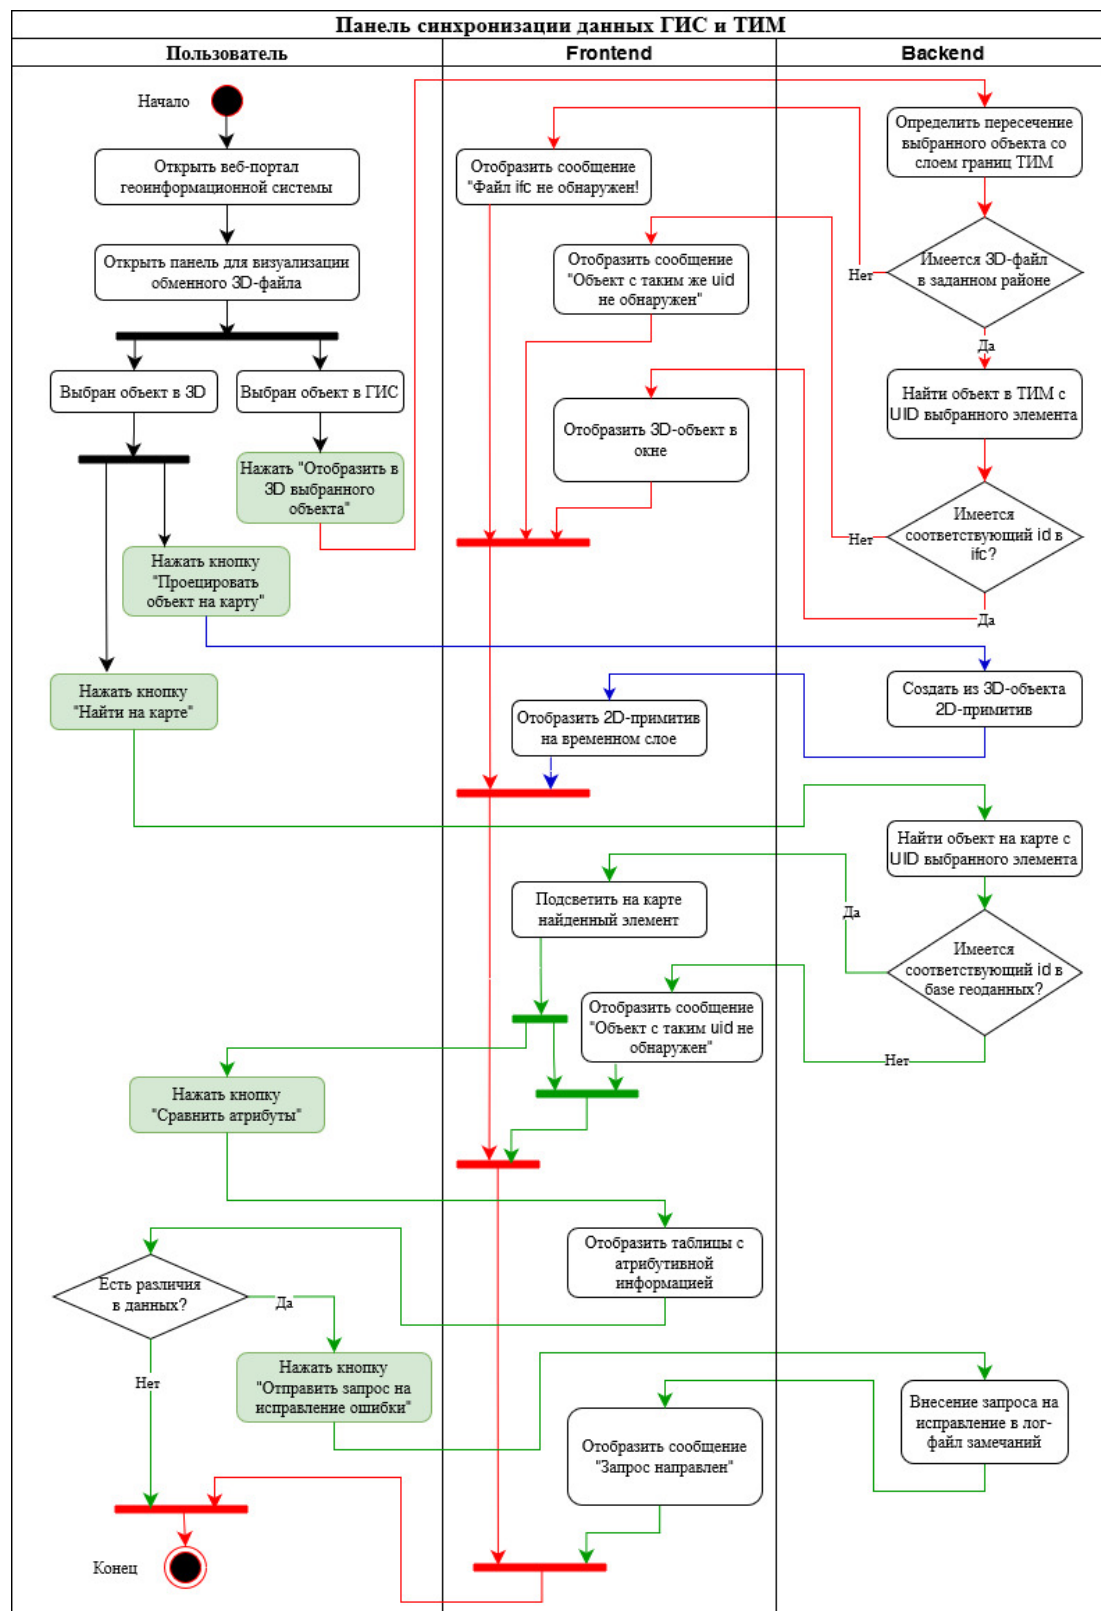 Панель синхронизации данных ГИС и ТИМ
Пользователь
Frontend
Backend
Начало
Открыть веб-портал
геоинформационной системы
Открыть панель для визуализации
обменного 3D-файла
Выбран объект в 3D
Выбран объект в ГИС
Нажать "Отобразить в
3D выбранного
объекта"
Нажать кнопку
"Проецировать
объект на карту"
Нажать кнопку
"Найти на карте"
Отобразить сообщение
"Файл ifc не обнаружен!
Отобразить сообщение
"Объект с таким же uid
не обнаружен"
Отобразить 3D-объект в
окне
Определить пересечение
выбранного объекта со
слоем границ ТИМ
Имеется 3D-файл
в заданном районе
Нет
Да
Найти объект в ТИМ с
UID выбранного элемента
Имеется
соответствующий id в
ifc?
Нет
Да
Создать из 3D-объекта
2D-примитив
Отобразить 2D-примитив
на временном слое
Найти объект на карте с
UID выбранного элемента
Подсветить на карте
найденный элемент
Да
Имеется
соответствующий id в
базе геоданных?
Отобразить сообщение
"Объект с таким uid не
обнаружен"
Нет
Нажать кнопку
"Сравнить атрибуты"
Отобразить таблицы с
атрибутивной
информацией
Есть различия
в данных?
Да
Нет
Нажать кнопку
"Отправить запрос на
исправление ошибки"
Внесение запроса на
исправление в лог-
файл замечаний
Отобразить сообщение
"Запрос направлен"
Конец